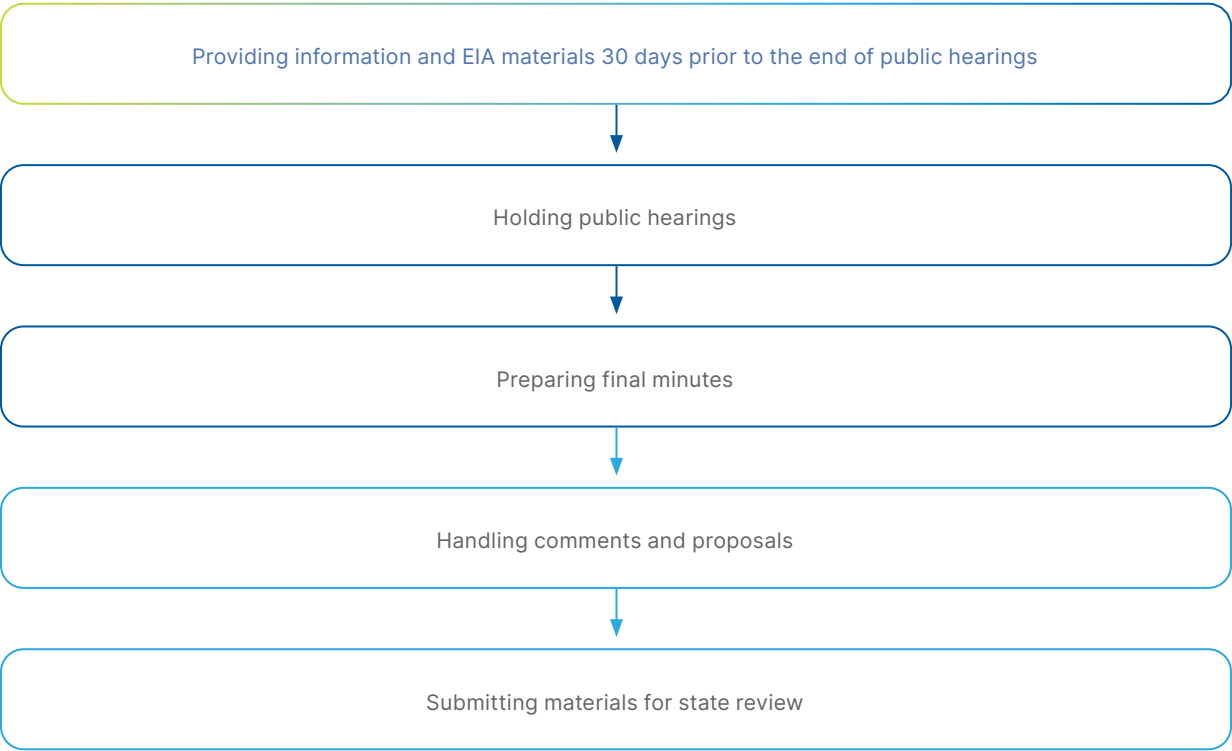 Providing information and EIA materials 30 days prior to the end of public hearings
Holding public hearings
Preparing final minutes
Handling comments and proposals
Submitting materials for state review